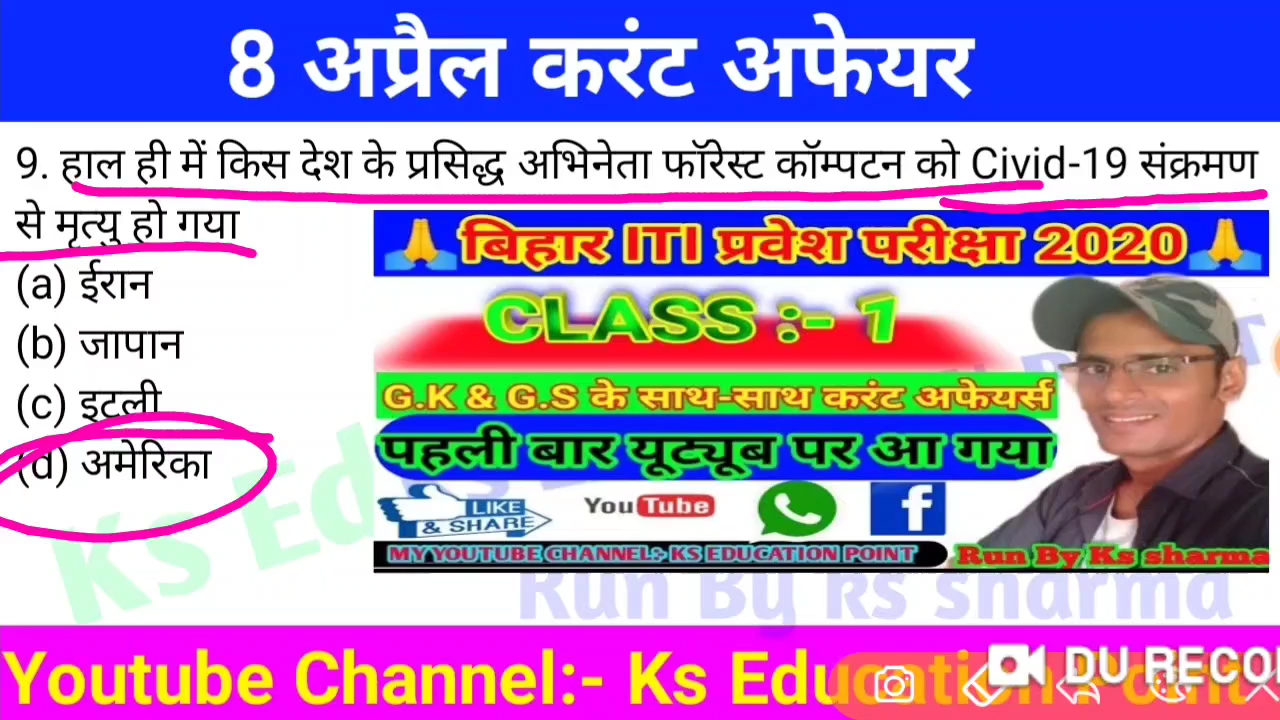 8 अप्रैल करंट अफेयर
9. हाल ही में किस देश के प्रसिद्ध अभिनेता फॉरेस्ट कॉम्पटन को Civid-19 संक्रमण
से मृत्यु हो गया
(a) ईरान
(b) जापान
(c) इटली
(d) अमेरिका
बिहार ITI प्रवेश परीक्षा 2020
CLASS :- 1
G.K & G.S के साथ-साथ करंट अफेयर्स
पहली बार यूट्यूब पर आ गया
LIKE
& SHARE
YouTube
MY YOUTUBE CHANNEL:- KS EDUCATION POINT
Run By Ks sharma
Run By Ks sharma
Youtube Channel:- Ks Education Point
DU RECO